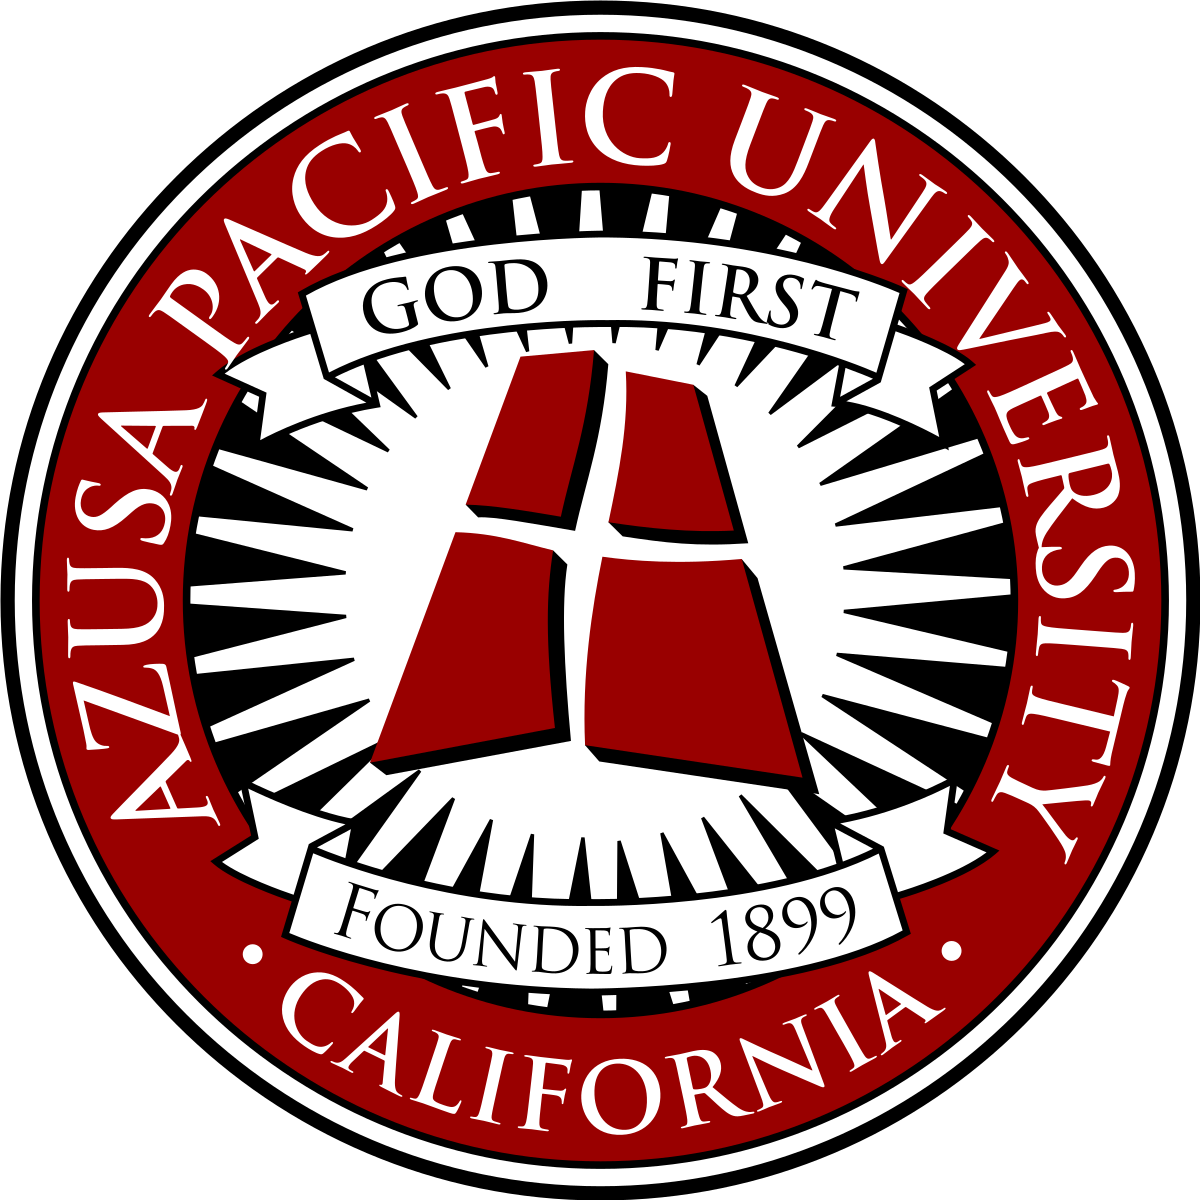 AZUSA PACIFIC UNIVERSITY
GOD FIRST
FOUNDED 1899
• CALIFORNIA •